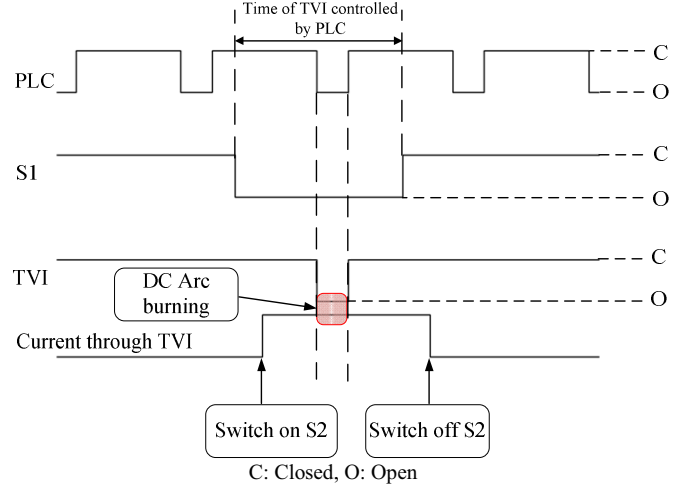 Time of TVI controlled
by PLC
C
PLC
O
C
S1
O
C
TVI
DC Arc
burning
O
Current through TVI
Switch on S2
Switch off S2
C: Closed, O: Open